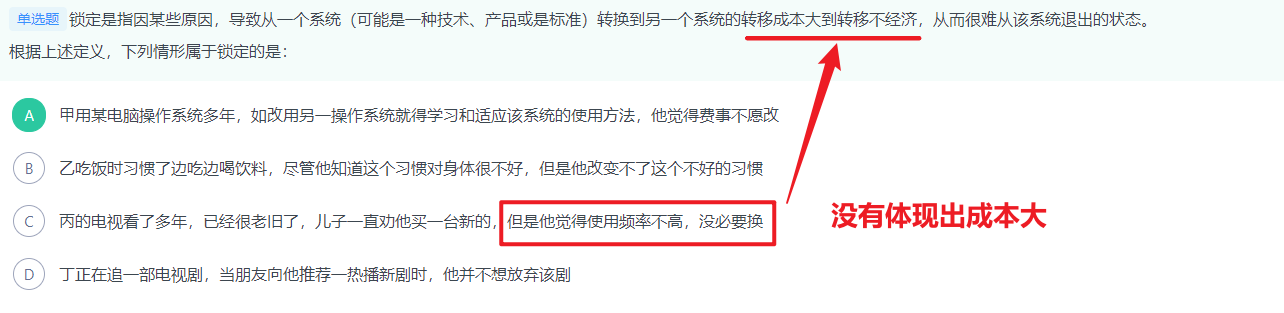 单选题 锁定是指因某些原因，导致从一个系统（可能是一种技术、产品或是标准）转换到另一个系统的转移成本大到转移不经济，从而很难从该系统退出的状态。
根据上述定义，下列情形属于锁定的是：
A 甲用某电脑操作系统多年，如改用另一操作系统就得学习和适应该系统的使用方法，他觉得费事不愿改
B 乙吃饭时习惯了边吃边喝饮料，尽管他知道这个习惯对身体很不好，但是他改变不了这个不好的习惯
C 丙的电视看了多年，已经很老旧了，儿子一直劝他买一台新的，但是他觉得使用频率不高，没必要换
没有体现出成本大
D 丁正在追一部电视剧，当朋友向他推荐一热播新剧时，他并不想放弃该剧